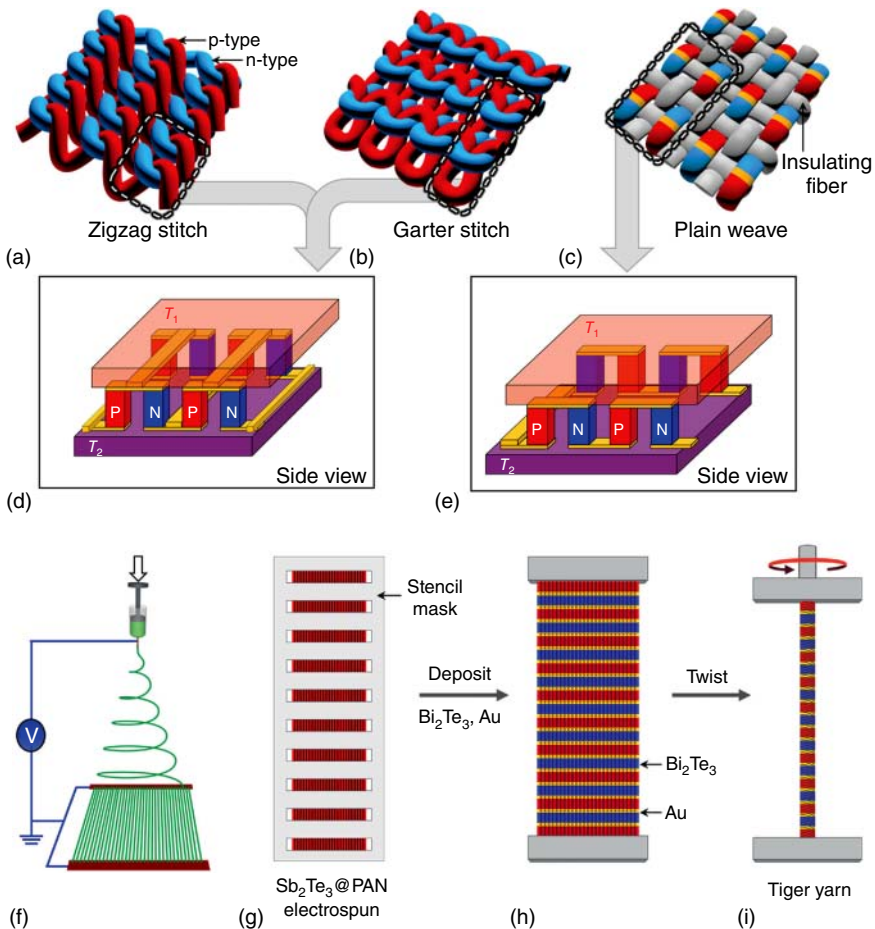 p-type
n-type
Insulating
fiber
Zigzag stitch
Garter stitch
Plain weave
(a)
(b)
(c)
T₁
P
N
P
N
T₂
Side view
(d)
T₁
P
N
P
N
T₂
Side view
(e)
V
(f)
Stencil
mask
Sb₂Te₃@PAN
electrospun
(g)
Deposit
Bi₂Te₃, Au
Bi₂Te₃
Au
(h)
Twist
Tiger yarn
(i)